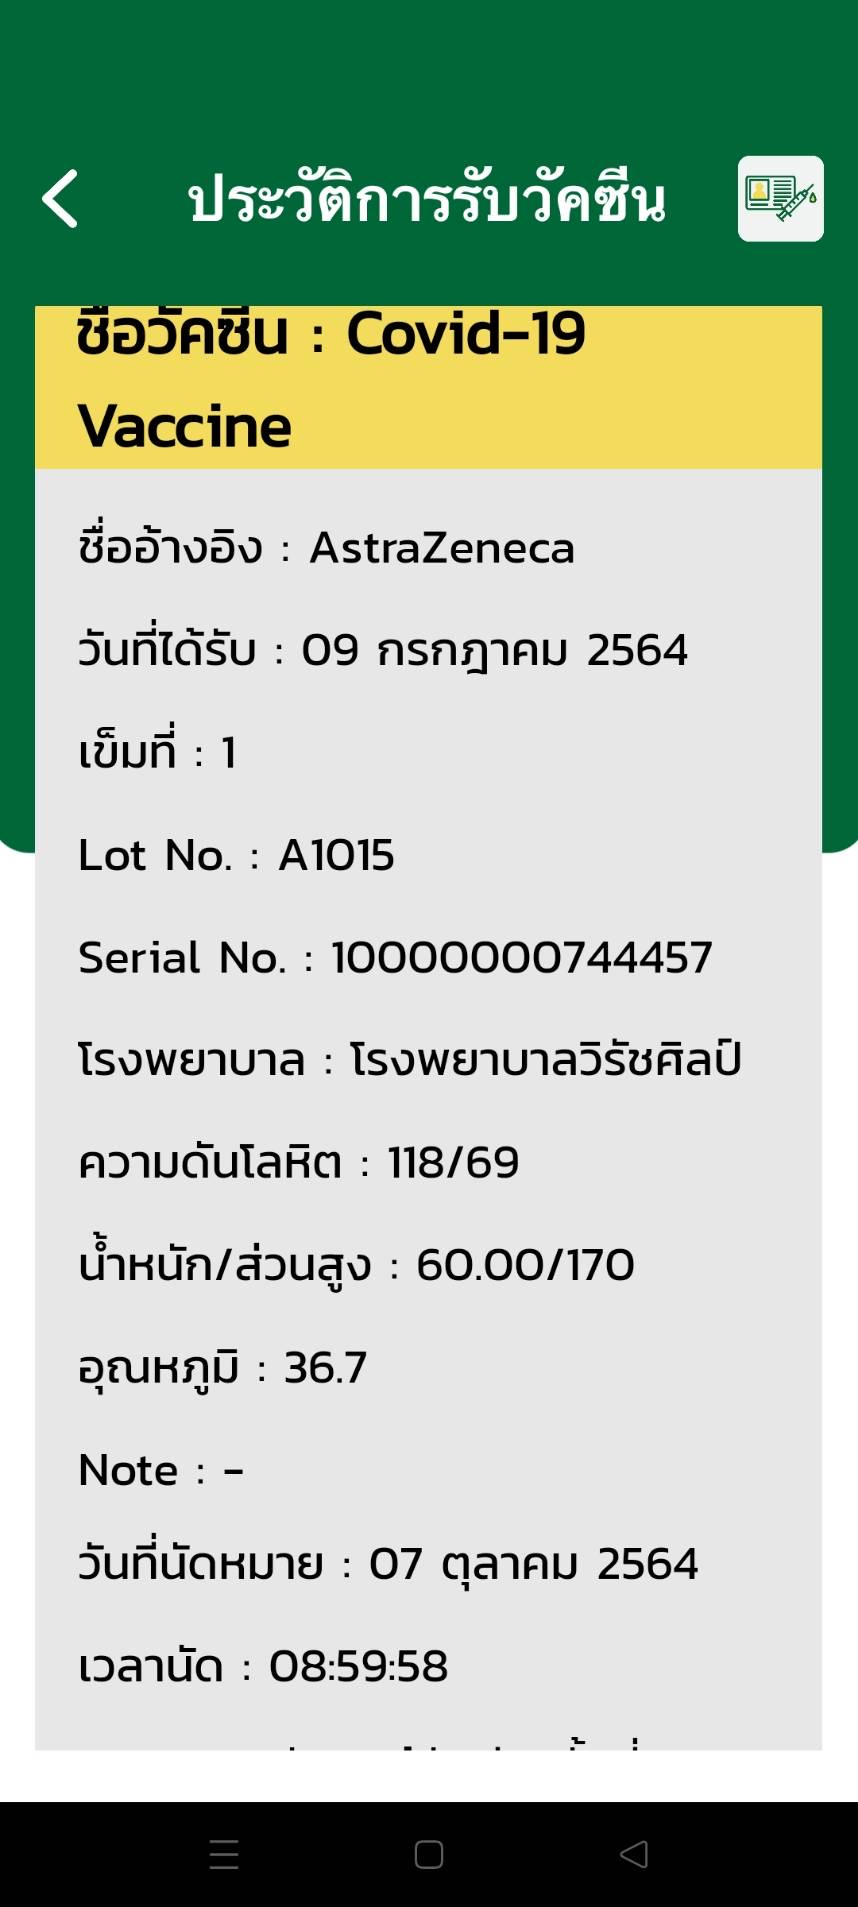 ประวัติการรับวัคซีน
ชื่อวัคซีน : Covid-19
Vaccine
ชื่ออ้างอิง : AstraZeneca
วันที่ได้รับ : 09 กรกฎาคม 2564
เข็มที่ : 1
Lot No. : A1015
Serial No. : 10000000744457
โรงพยาบาล : โรงพยาบาลวิรัชศิลป์
ความดันโลหิต : 118/69
น้ำหนัก/ส่วนสูง : 60.00/170
อุณหภูมิ : 36.7
Note : -
วันที่นัดหมาย : 07 ตุลาคม 2564
เวลานัด : 08:59:58